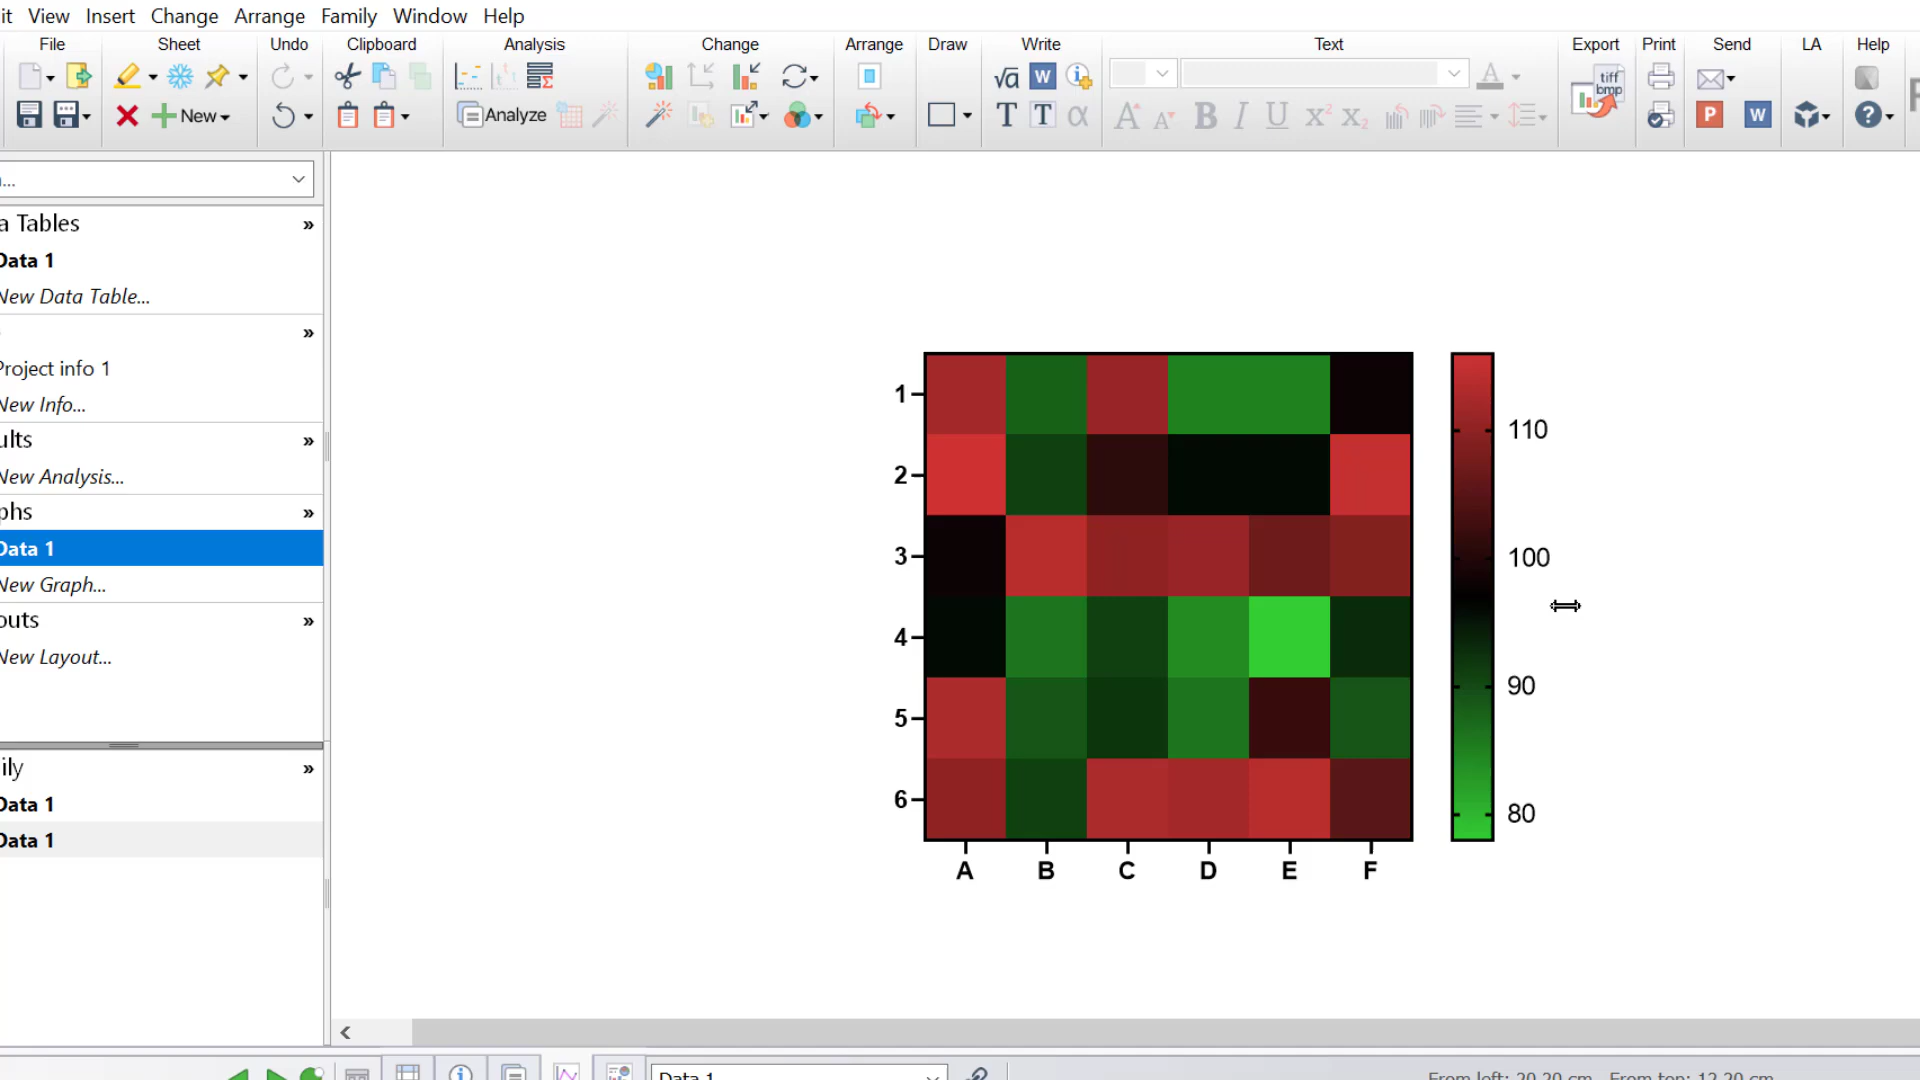 it View Insert Change Arrange Family Window Help
File Sheet Undo Clipboard Analysis Change Arrange Draw Write Text Export Print Send LA Help
√a W tiff
bmp
New Analyze T T α A A B I U X² X₂ P W ?
...
a Tables »
Data 1
New Data Table...
»
Project info 1
New Info...
ults »
New Analysis...
phs »
Data 1
New Graph...
outs »
New Layout...
ily »
Data 1
Data 1
1
2
3
4
5
6
A B C D E F
110
100
90
80
Data 1 From left: 20.20 cm From top: 12.20 cm